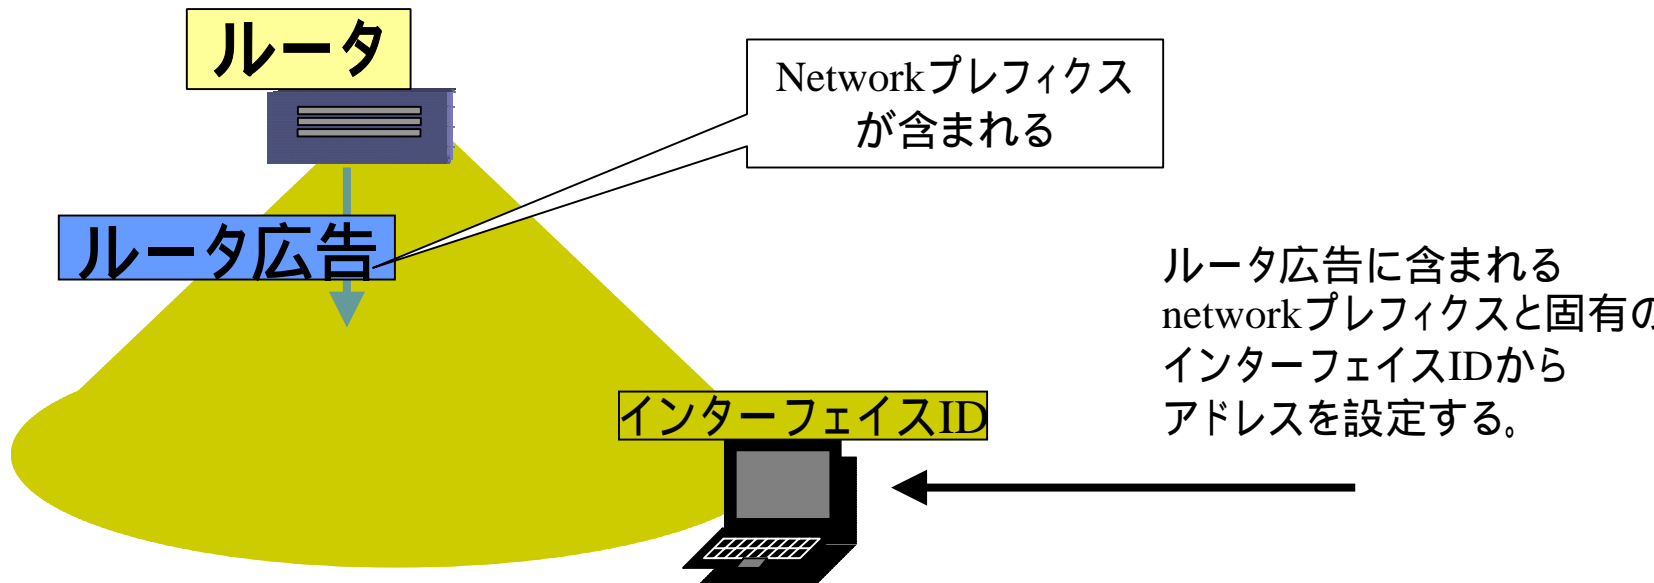 ルータ
Networkプレフィクス
が含まれる
ルータ広告
ルータ広告に含まれる
networkプレフィクスと固有の
インターフェイスIDから
アドレスを設定する。
インターフェイスID